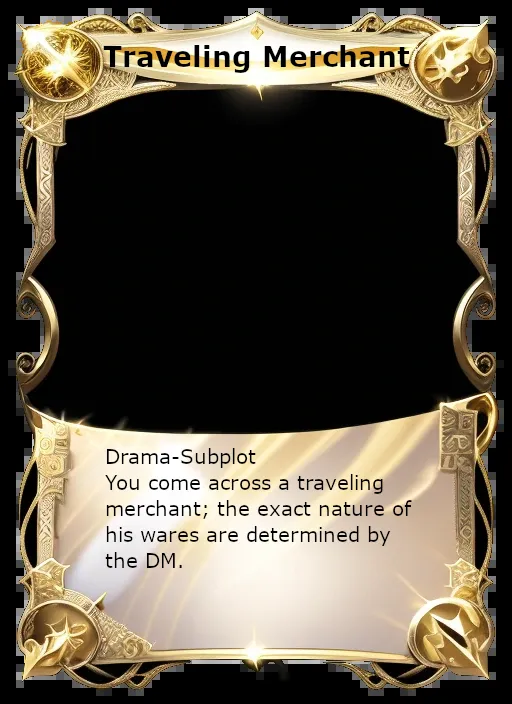 Traveling Merchant
Drama-Subplot
You come across a traveling
merchant; the exact nature of
his wares are determined by
the DM.